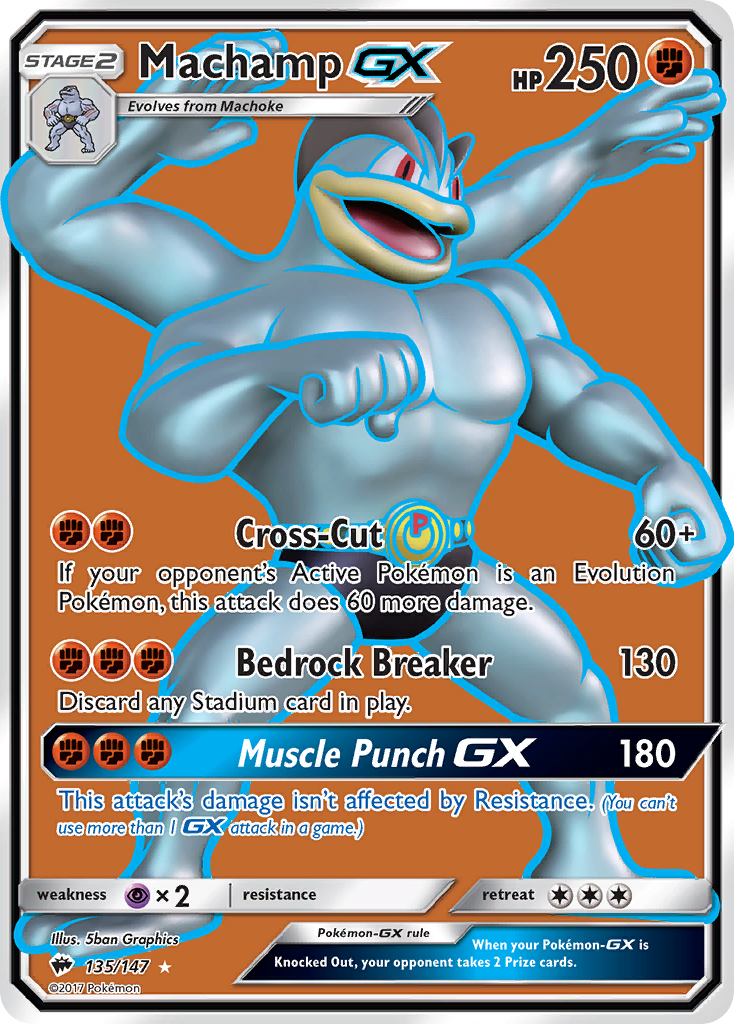 STAGE2 Machamp GX HP250
Evolves from Machoke
Cross-Cut 60+
If your opponent's Active Pokémon is an Evolution
Pokémon, this attack does 60 more damage.
Bedrock Breaker 130
Discard any Stadium card in play.
Muscle Punch GX 180
This attack's damage isn't affected by Resistance. (You can't
use more than 1 GX attack in a game.)
weakness ×2 resistance retreat
Illus. 5ban Graphics
135/147
©2017 Pokémon
Pokémon-GX rule
When your Pokémon-GX is
Knocked Out, your opponent takes 2 Prize cards.
P